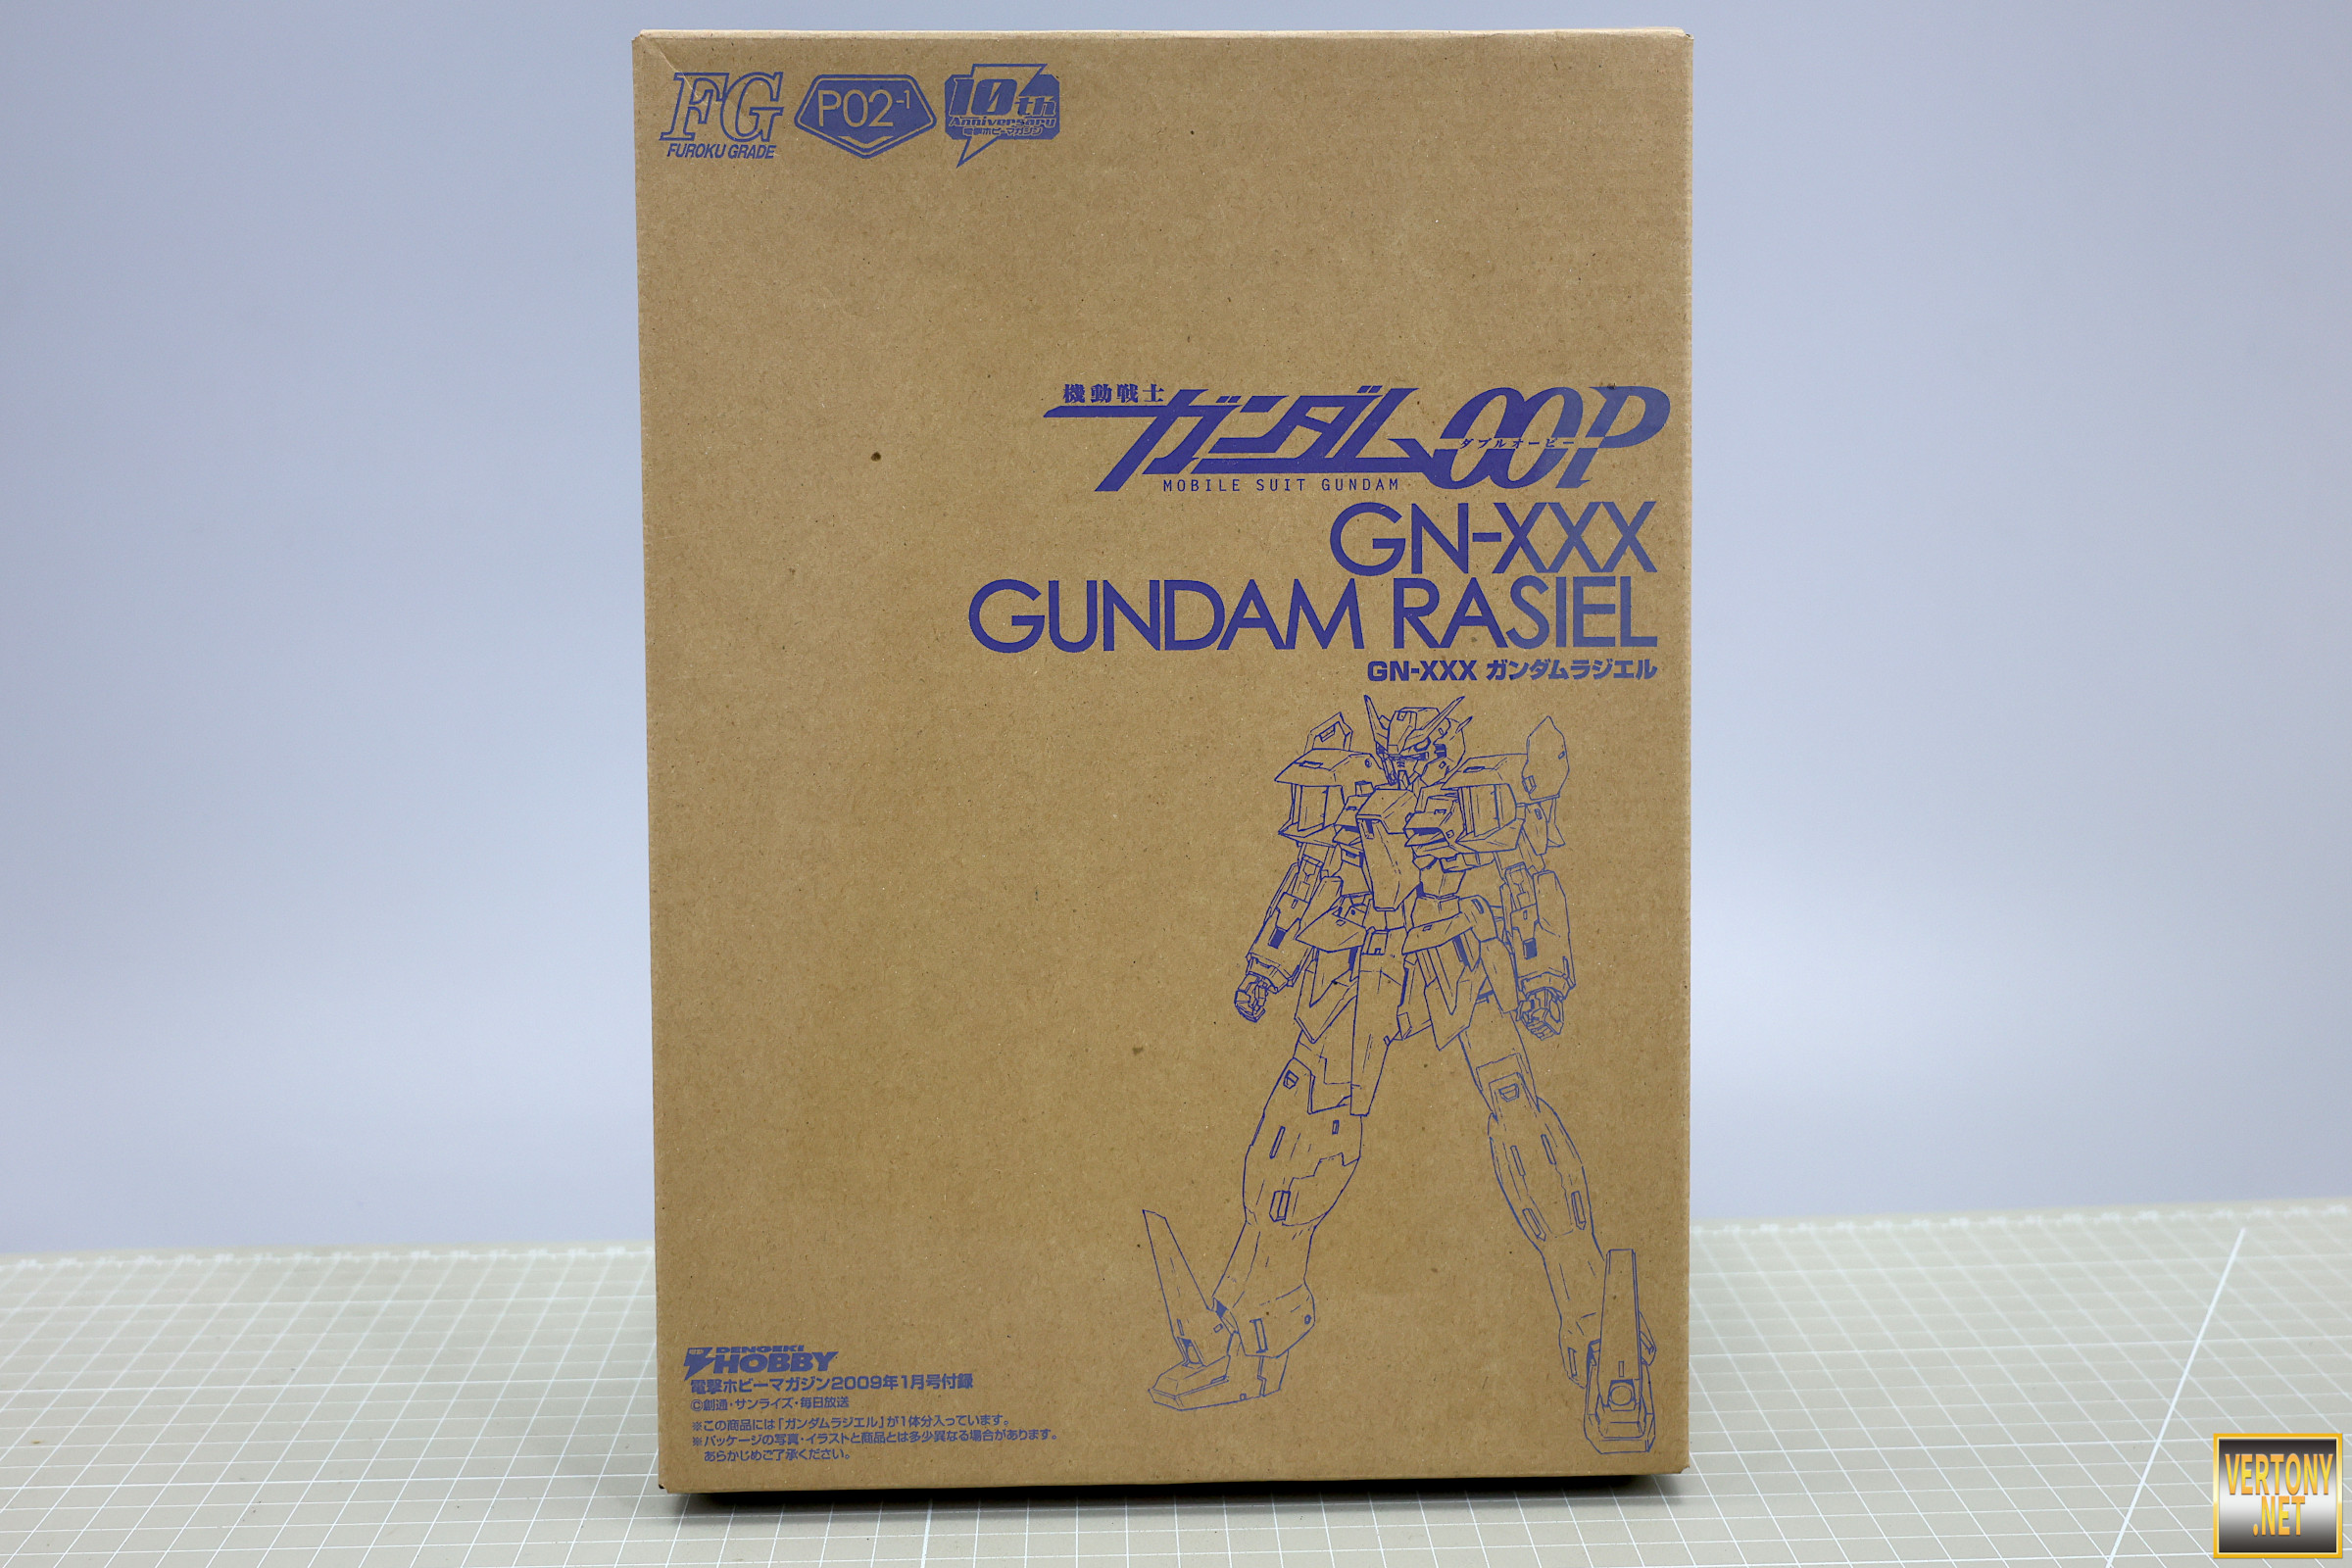 FG
FUROKU GRADE
P02-1
10th
Anniversary
電撃ホビーマガジン
機動戦士
ガンダム00P
ダブルオーピー
MOBILE SUIT GUNDAM
GN-XXX
GUNDAM RASIEL
GN-XXX ガンダムラジエル
DENGEKI
HOBBY
電撃ホビーマガジン2009年1月号付録
©創通・サンライズ・毎日放送
※この商品には「ガンダムラジエル」が1体分入っています。
※パッケージの写真・イラストと商品とは多少異なる場合があります。
あらかじめご了承ください。
VERTONY
.NET